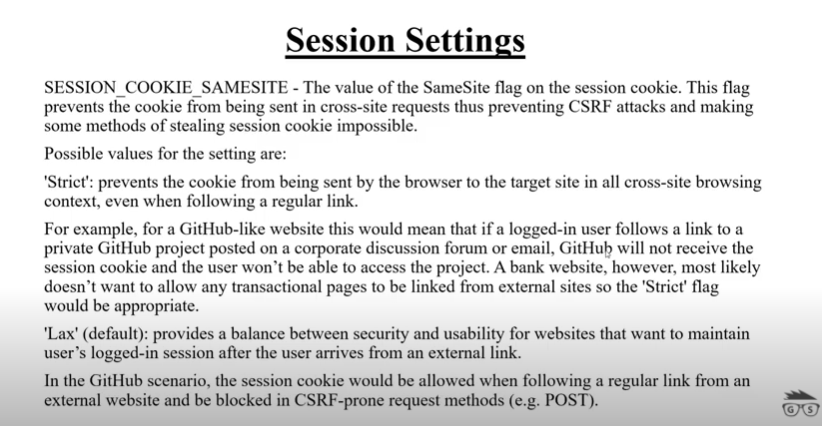 Session Settings
SESSION_COOKIE_SAMESITE - The value of the SameSite flag on the session cookie. This flag
prevents the cookie from being sent in cross-site requests thus preventing CSRF attacks and making
some methods of stealing session cookie impossible.
Possible values for the setting are:
'Strict': prevents the cookie from being sent by the browser to the target site in all cross-site browsing
context, even when following a regular link.
For example, for a GitHub-like website this would mean that if a logged-in user follows a link to a
private GitHub project posted on a corporate discussion forum or email, GitHub will not receive the
session cookie and the user won’t be able to access the project. A bank website, however, most likely
doesn’t want to allow any transactional pages to be linked from external sites so the 'Strict' flag
would be appropriate.
'Lax' (default): provides a balance between security and usability for websites that want to maintain
user’s logged-in session after the user arrives from an external link.
In the GitHub scenario, the session cookie would be allowed when following a regular link from an
external website and be blocked in CSRF-prone request methods (e.g. POST).
G S